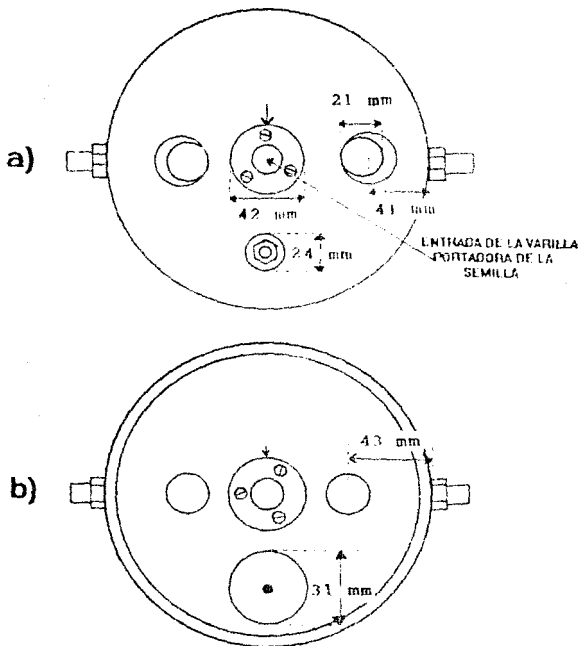 a)
21 mm
41 mm
42 mm
24 mm
ENTRADA DE LA VARILLA
PORTADORA DE LA
SEMILLA
b)
43 mm
31 mm